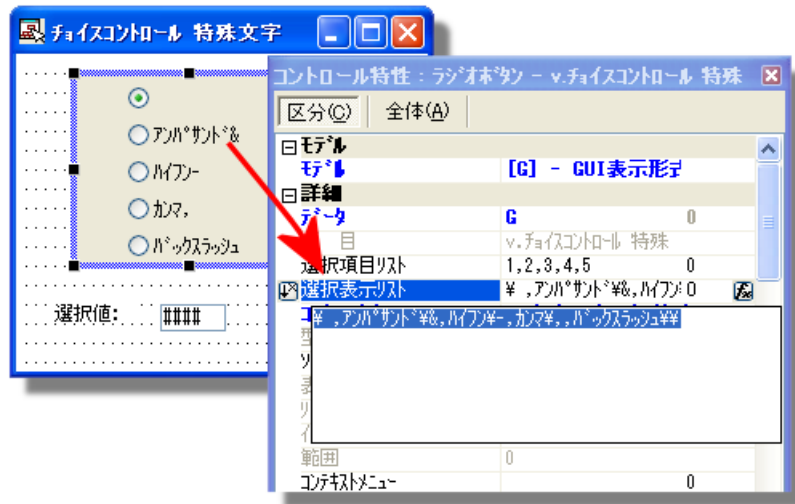 ﾁｮｲｽｺﾝﾄﾛｰﾙ 特殊文字
ｱﾝﾊﾟｻﾝﾄﾞ&
ﾊｲﾌﾝ-
ｶﾝﾏ,
ﾊﾞｯｸｽﾗｯｼｭ
選択値:
####
コントロール特性：ラジオボタン - v.ﾁｮｲｽｺﾝﾄﾛｰﾙ 特殊
区分(C) 全体(A)
ﾓﾃﾞﾙ
ﾓﾃﾞﾙ [G] - GUI表示形式
詳細
ﾃﾞｰﾀ G 0
目 v.ﾁｮｲｽｺﾝﾄﾛｰﾙ 特殊
選択項目ﾘｽﾄ 1,2,3,4,5 0
選択表示ﾘｽﾄ ¥ ,ｱﾝﾊﾟｻﾝﾄﾞ¥&,ﾊｲﾌﾝ 0
¥ ,ｱﾝﾊﾟｻﾝﾄﾞ¥&,ﾊｲﾌﾝ¥-,ｶﾝﾏ¥,,ﾊﾞｯｸｽﾗｯｼｭ¥¥
範囲 0
ｺﾝﾃｷｽﾄﾒﾆｭｰ 0